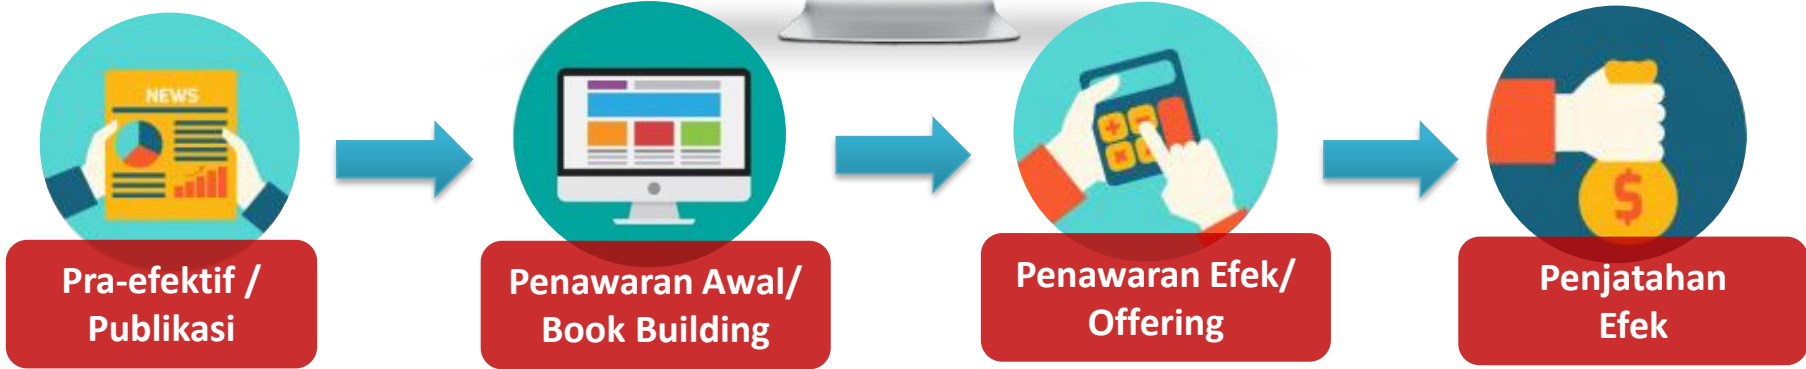 NEWS
Pra-efektif /
Publikasi
Penawaran Awal/
Book Building
Penawaran Efek/
Offering
$
Penjatahan
Efek